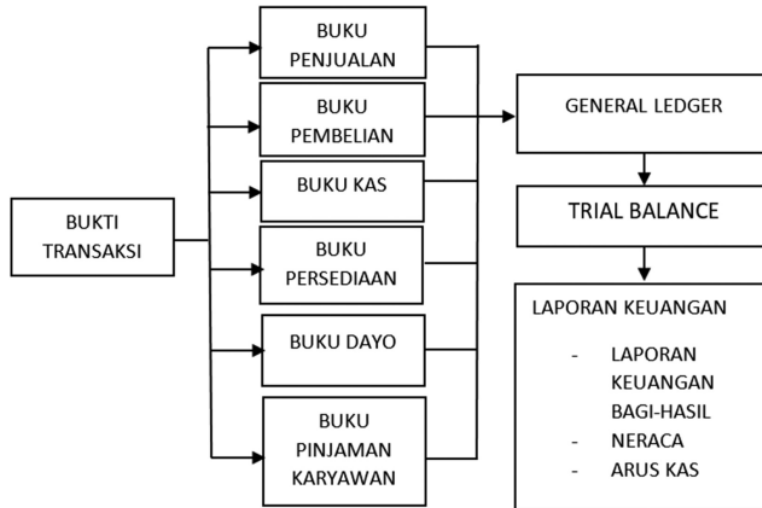 BUKTI
TRANSAKSI
BUKU
PENJUALAN
BUKU
PEMBELIAN
BUKU KAS
BUKU
PERSEDIAAN
BUKU DAYO
BUKU
PINJAMAN
KARYAWAN
GENERAL LEDGER
TRIAL BALANCE
LAPORAN KEUANGAN
- LAPORAN
KEUANGAN
BAGI-HASIL
- NERACA
- ARUS KAS